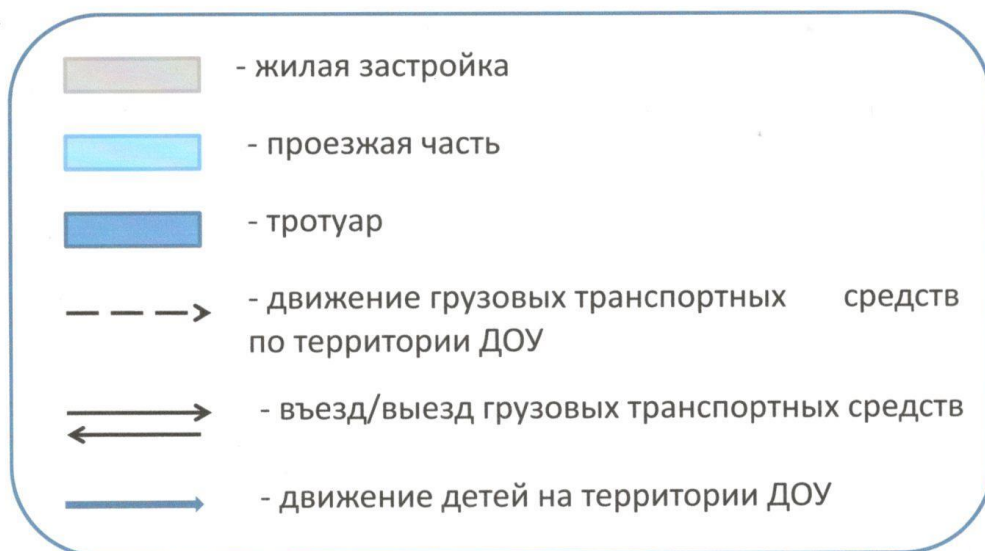 - жилая застройка
- проезжая часть
- тротуар
- движение грузовых транспортных средств
по территории ДОУ
- въезд/выезд грузовых транспортных средств
- движение детей на территории ДОУ